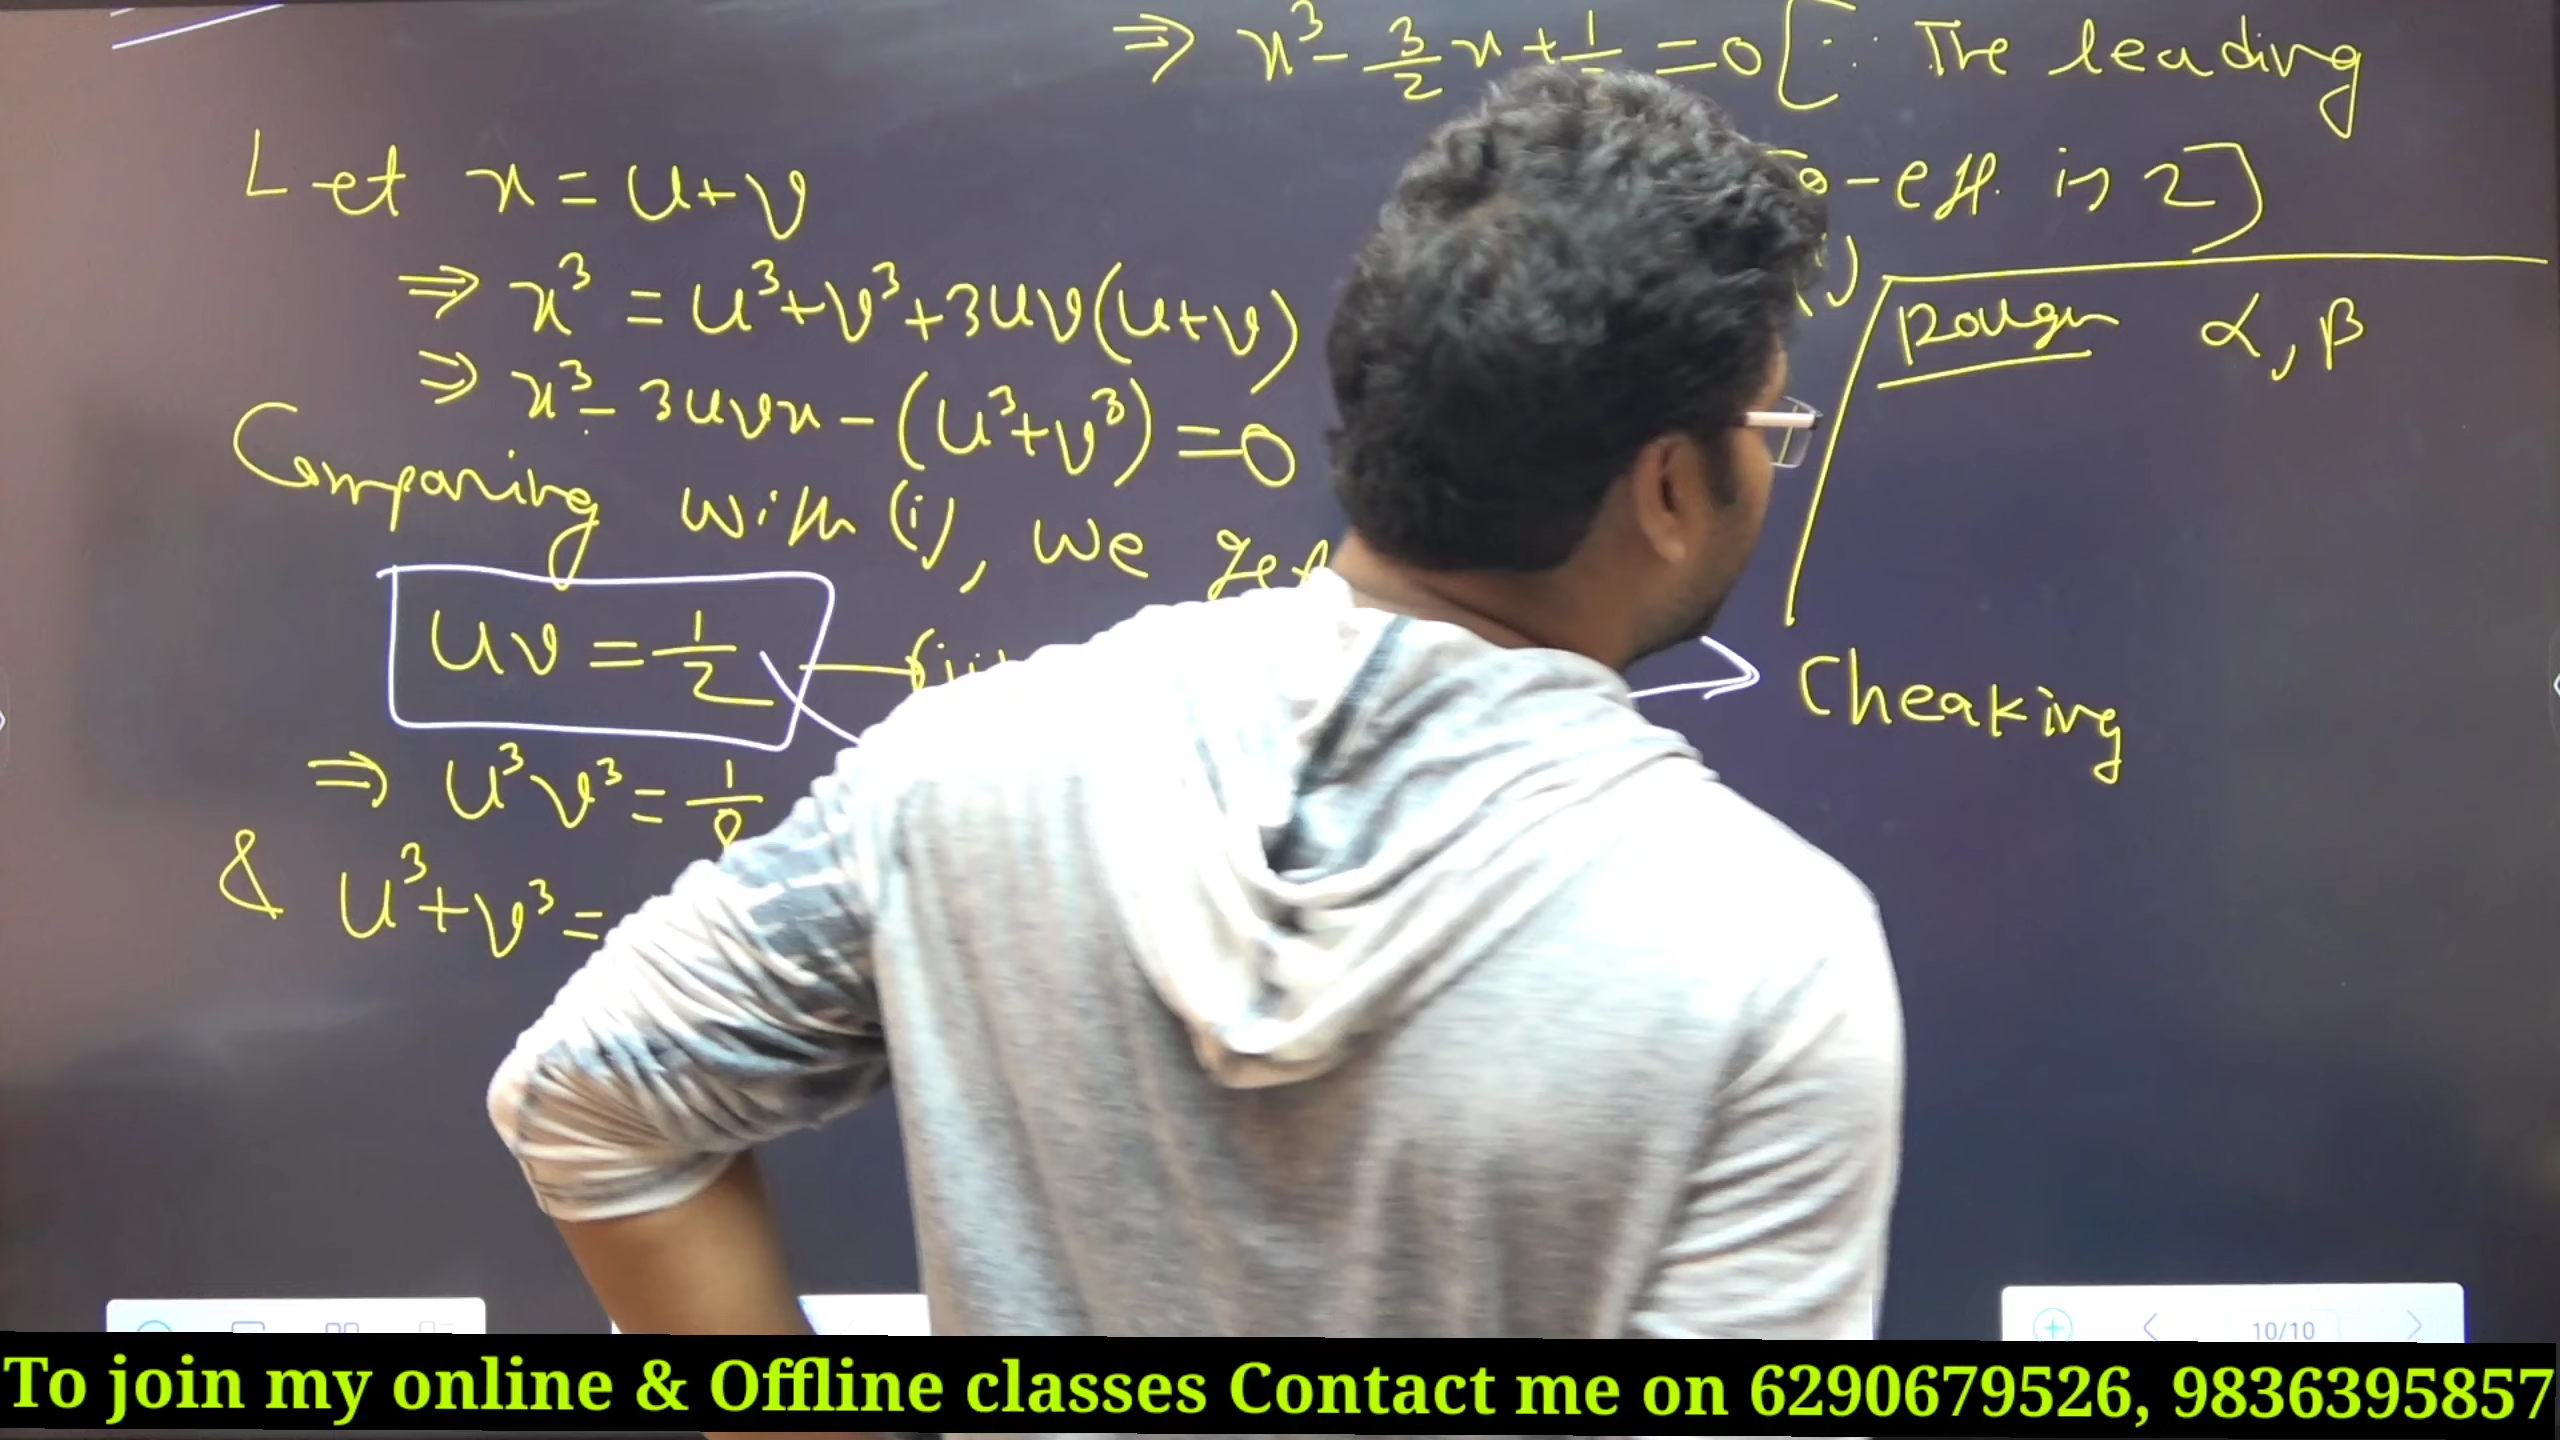 ⇒ x³ - 3/2 x + 1/ = 0 [∵ The leading
co-eff. is 2]
Let x = u+v
⇒ x³ = u³+v³+3uv(u+v)
(i)
⇒ x³ - 3uvx - (u³+v³) = 0
Comparing with (i), we get
uv = 1/2
⇒ u³v³ = 1/8
& u³+v³ =
Rough α, β
Cheaking
10/10
To join my online & Offline classes Contact me on 6290679526, 9836395857